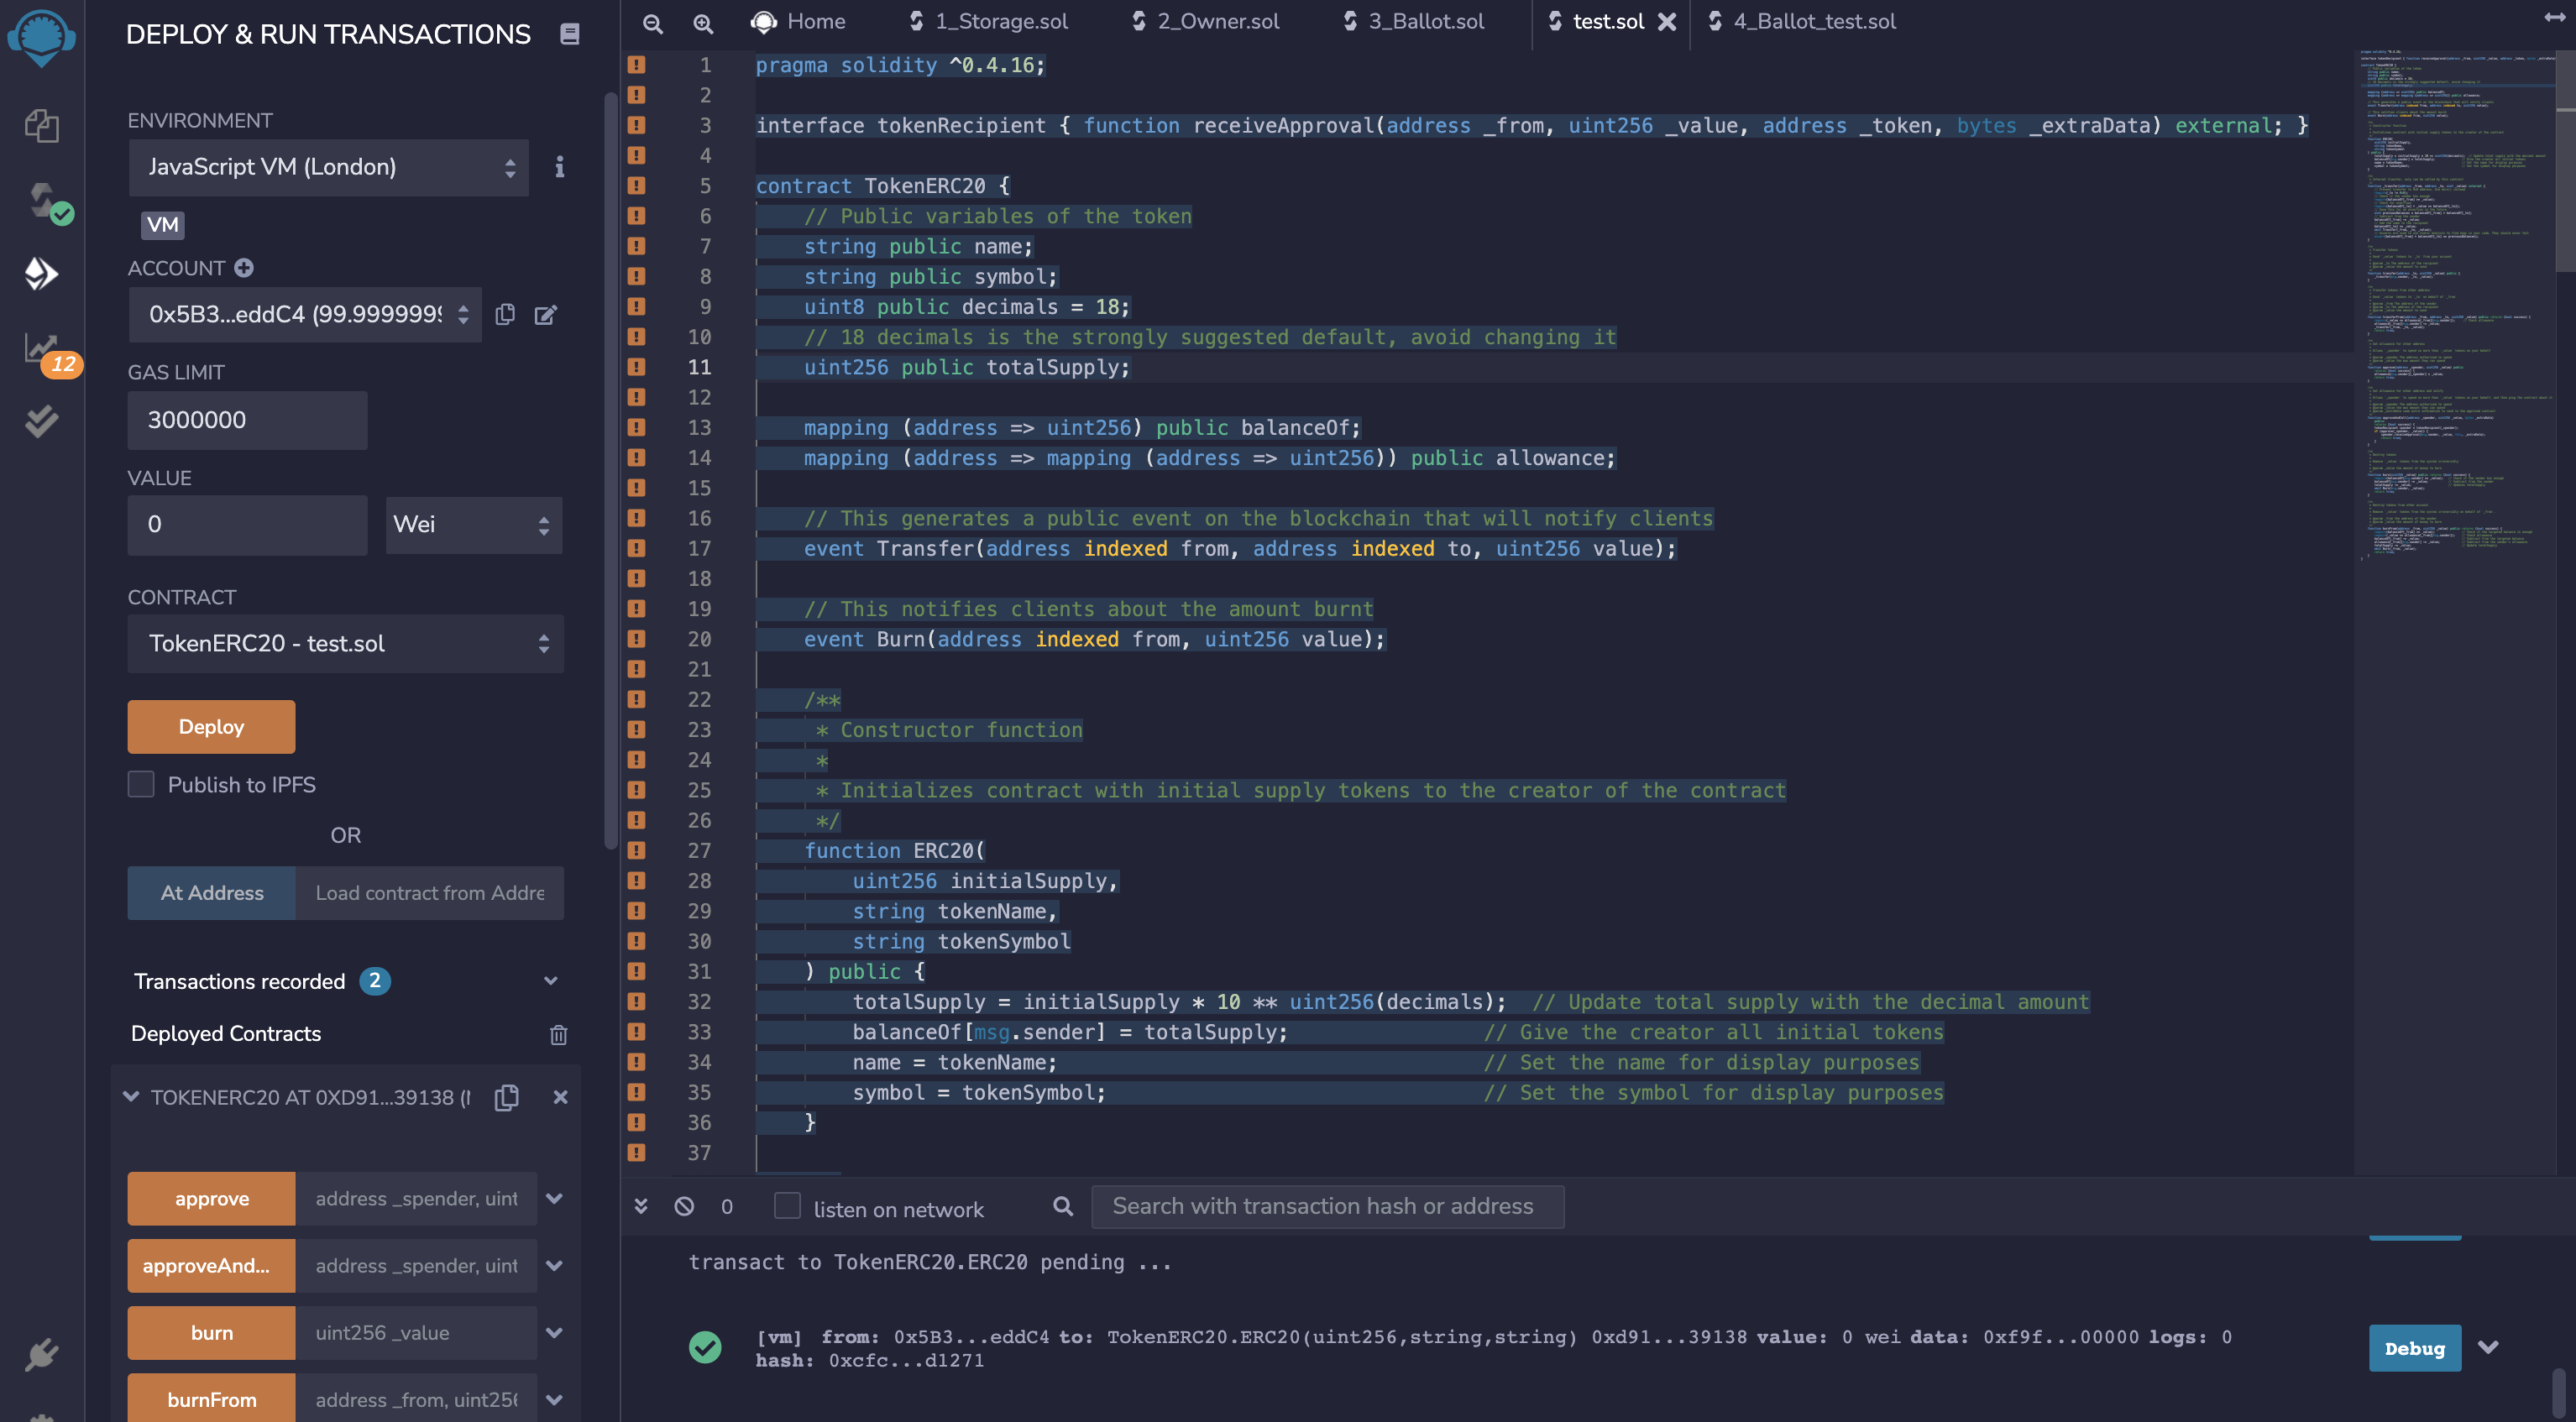 DEPLOY & RUN TRANSACTIONS
ENVIRONMENT
JavaScript VM (London)
VM
ACCOUNT
0x5B3...eddC4 (99.9999999
12
GAS LIMIT
3000000
VALUE
0
Wei
CONTRACT
TokenERC20 - test.sol
Deploy
Publish to IPFS
OR
At Address
Load contract from Addre
Transactions recorded 2
Deployed Contracts
TOKENERC20 AT 0XD91...39138 (
approve address _spender, uint
approveAnd... address _spender, uint
burn uint256 _value
burnFrom address _from, uint256
Home 1_Storage.sol 2_Owner.sol 3_Ballot.sol test.sol 4_Ballot_test.sol
1 pragma solidity ^0.4.16;
2
3 interface tokenRecipient { function receiveApproval(address _from, uint256 _value, address _token, bytes _extraData) external; }
4
5 contract TokenERC20 {
6 // Public variables of the token
7 string public name;
8 string public symbol;
9 uint8 public decimals = 18;
10 // 18 decimals is the strongly suggested default, avoid changing it
11 uint256 public totalSupply;
12
13 mapping (address => uint256) public balanceOf;
14 mapping (address => mapping (address => uint256)) public allowance;
15
16 // This generates a public event on the blockchain that will notify clients
17 event Transfer(address indexed from, address indexed to, uint256 value);
18
19 // This notifies clients about the amount burnt
20 event Burn(address indexed from, uint256 value);
21
22 /**
23 * Constructor function
24 *
25 * Initializes contract with initial supply tokens to the creator of the contract
26 */
27 function ERC20(
28 uint256 initialSupply,
29 string tokenName,
30 string tokenSymbol
31 ) public {
32 totalSupply = initialSupply * 10 ** uint256(decimals); // Update total supply with the decimal amount
33 balanceOf[msg.sender] = totalSupply; // Give the creator all initial tokens
34 name = tokenName; // Set the name for display purposes
35 symbol = tokenSymbol; // Set the symbol for display purposes
36 }
37
0 listen on network Search with transaction hash or address
transact to TokenERC20.ERC20 pending ...
[vm] from: 0x5B3...eddC4 to: TokenERC20.ERC20(uint256,string,string) 0xd91...39138 value: 0 wei data: 0xf9f...00000 logs: 0
hash: 0xcfc...d1271
Debug